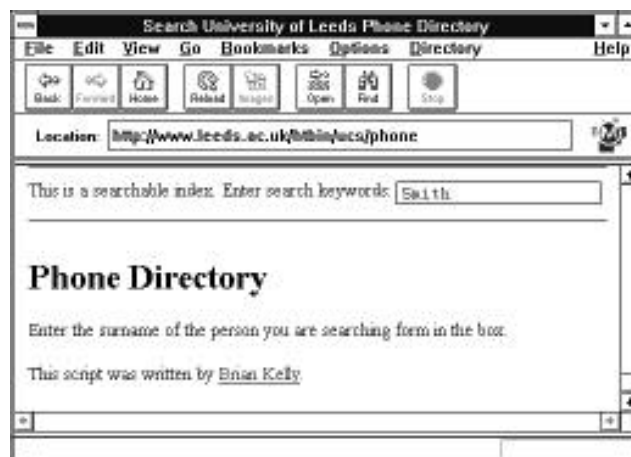 Search University of Leeds Phone Directory
File Edit View Go Bookmarks Options Directory Help
Back Forward Home Reload Images Open Find Stop
Location: http://www.leeds.ac.uk/htbin/ucs/phone
This is a searchable index. Enter search keywords: Smith
Phone Directory
Enter the surname of the person you are searching form in the box.
This script was written by Brian Kelly.